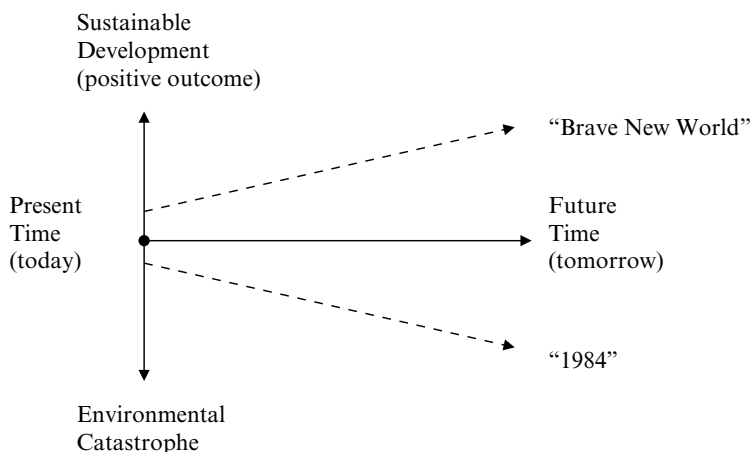 Sustainable
Development
(positive outcome)
“Brave New World”
Present
Time
(today)
Future
Time
(tomorrow)
“1984”
Environmental
Catastrophe